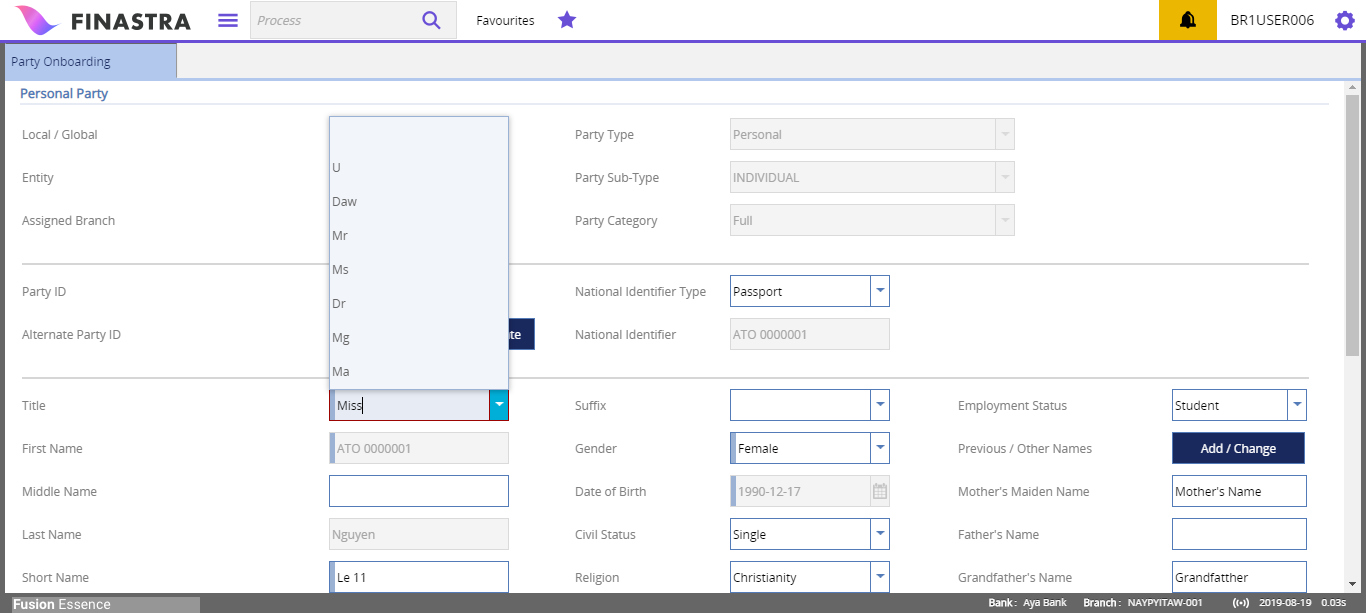 FINASTRA Process Favourites BR1USER006
Party Onboarding
Personal Party
Local / Global Party Type Personal
U
Entity Party Sub-Type INDIVIDUAL
Daw
Assigned Branch Party Category Full
Mr
Ms
Party ID National Identifier Type Passport
Dr
Alternate Party ID te National Identifier ATO 0000001
Mg
Ma
Title Miss Suffix Employment Status Student
First Name ATO 0000001 Gender Female Previous / Other Names Add / Change
Middle Name Date of Birth 1990-12-17 Mother's Maiden Name Mother's Name
Last Name Nguyen Civil Status Single Father's Name
Short Name Le 11 Religion Christianity Grandfather's Name Grandfatther
Fusion Essence Bank : Aya Bank Branch : NAYPYITAW-001 2019-08-19 0.03s